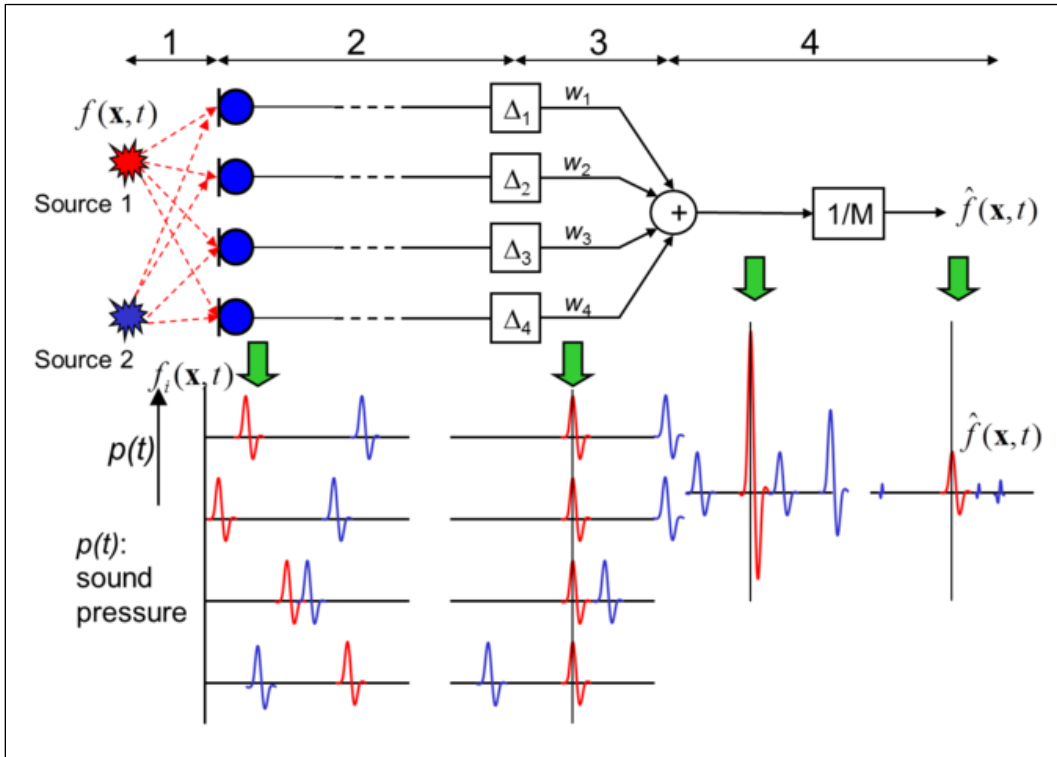 1 2 3 4
f(x,t)
Source 1
Source 2
Δ₁ w₁
Δ₂ w₂
Δ₃ w₃
Δ₄ w₄
+ 1/M f̂(x,t)
fᵢ(x,t)
p(t)
f̂(x,t)
p(t):
sound
pressure